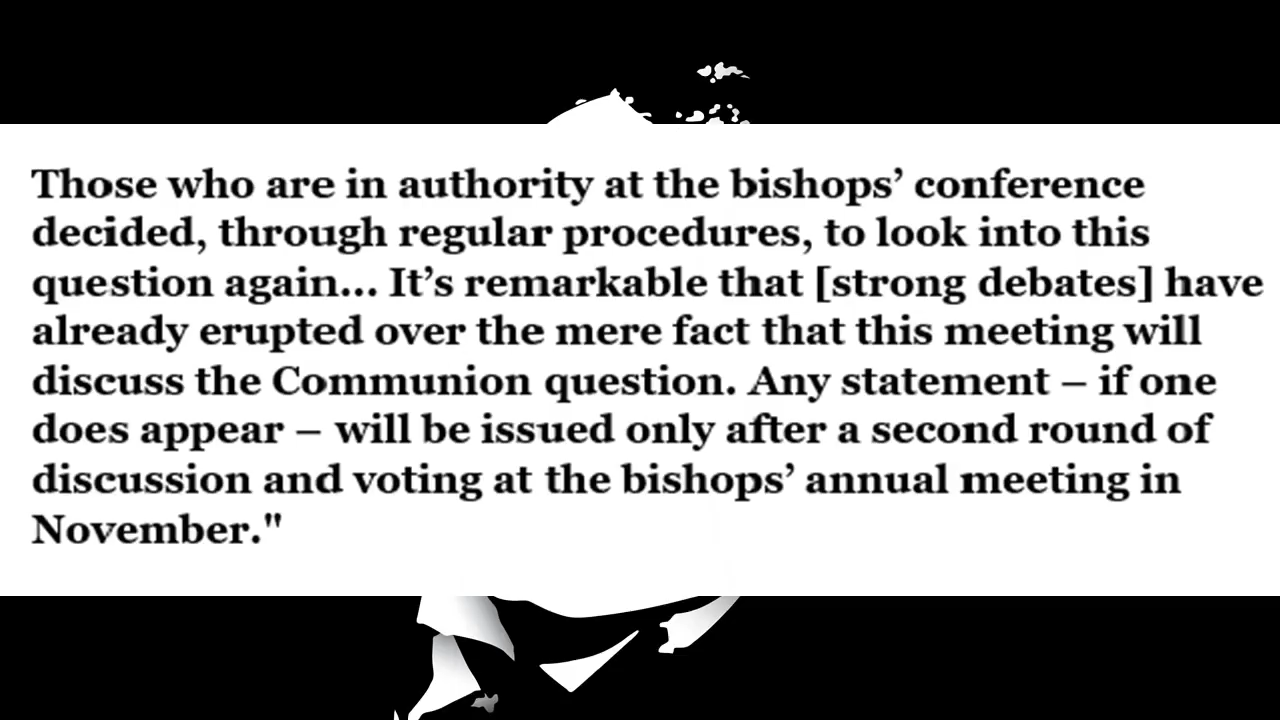 Those who are in authority at the bishops’ conference
decided, through regular procedures, to look into this
question again... It’s remarkable that [strong debates] have
already erupted over the mere fact that this meeting will
discuss the Communion question. Any statement – if one
does appear – will be issued only after a second round of
discussion and voting at the bishops’ annual meeting in
November."